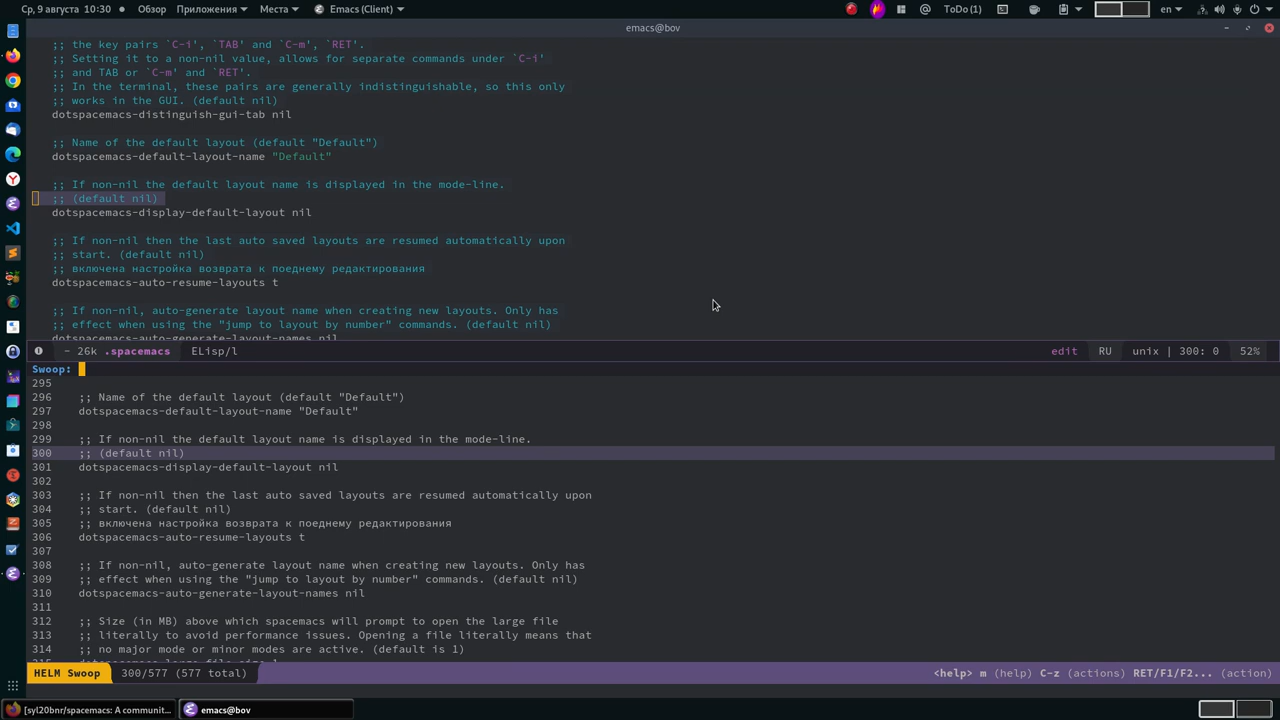 Ср, 9 августа 10:30
Приложения
Места
Emacs (Client)
ToDo (1)
en
emacs@bov
;; the key pairs `C-i', `TAB' and `C-m', `RET'.
;; Setting it to a non-nil value, allows for separate commands under `C-i'
;; and TAB or `C-m' and `RET'.
;; In the terminal, these pairs are generally indistinguishable, so this only
;; works in the GUI. (default nil)
dotspacemacs-distinguish-gui-tab nil
;; Name of the default layout (default "Default")
dotspacemacs-default-layout-name "Default"
;; If non-nil the default layout name is displayed in the mode-line.
;; (default nil)
dotspacemacs-display-default-layout nil
;; If non-nil then the last auto saved layouts are resumed automatically upon
;; start. (default nil)
;; включена настройка возврата к поеднему редактирования
dotspacemacs-auto-resume-layouts t
;; If non-nil, auto-generate layout name when creating new layouts. Only has
;; effect when using the "jump to layout by number" commands. (default nil)
dotspacemacs-auto-generate-layout-names nil
- 26k .spacemacs ELisp/l edit RU unix | 300: 0 52%
Swoop:
295
296 ;; Name of the default layout (default "Default")
297 dotspacemacs-default-layout-name "Default"
298
299 ;; If non-nil the default layout name is displayed in the mode-line.
300 ;; (default nil)
301 dotspacemacs-display-default-layout nil
302
303 ;; If non-nil then the last auto saved layouts are resumed automatically upon
304 ;; start. (default nil)
305 ;; включена настройка возврата к поеднему редактирования
306 dotspacemacs-auto-resume-layouts t
307
308 ;; If non-nil, auto-generate layout name when creating new layouts. Only has
309 ;; effect when using the "jump to layout by number" commands. (default nil)
310 dotspacemacs-auto-generate-layout-names nil
311
312 ;; Size (in MB) above which spacemacs will prompt to open the large file
313 ;; literally to avoid performance issues. Opening a file literally means that
314 ;; no major mode or minor modes are active. (default is 1)
315 dotspacemacs-large-file-size 1
HELM Swoop 300/577 (577 total) <help> m (help) C-z (actions) RET/F1/F2... (action)
[syl20bnr/spacemacs: A communit...
emacs@bov